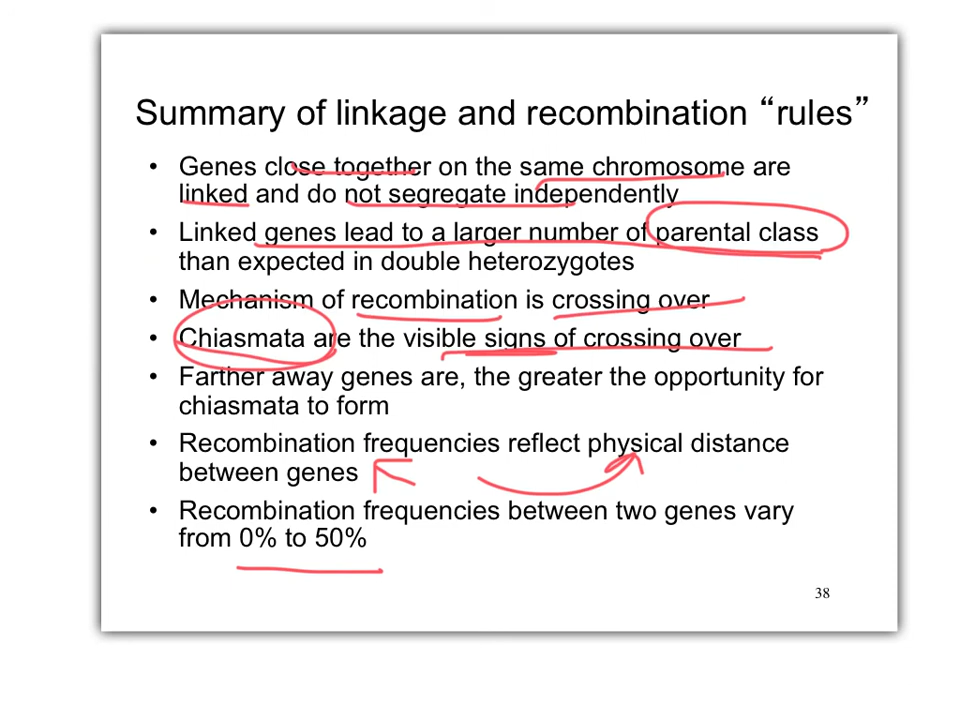 Summary of linkage and recombination “rules”
• Genes close together on the same chromosome are
linked and do not segregate independently
• Linked genes lead to a larger number of parental class
than expected in double heterozygotes
• Mechanism of recombination is crossing over
• Chiasmata are the visible signs of crossing over
• Farther away genes are, the greater the opportunity for
chiasmata to form
• Recombination frequencies reflect physical distance
between genes
• Recombination frequencies between two genes vary
from 0% to 50%
38